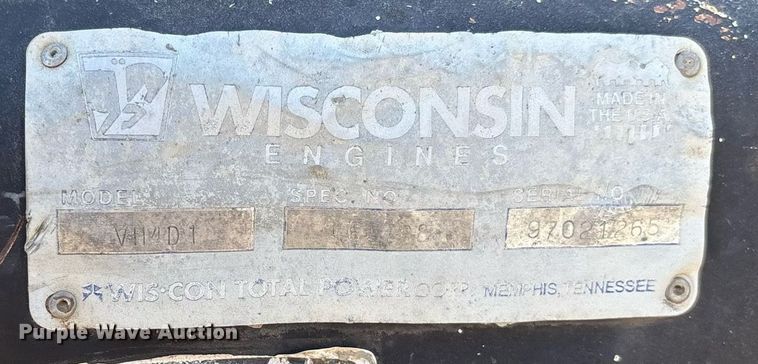 WISCONSIN
ENGINES
MADE IN
THE U.S.A.
MODEL SPEC. NO. SERIAL NO.
VH4D1 97021265
WIS•CON TOTAL POWER CORP. MEMPHIS, TENNESSEE
Purple Wave Auction